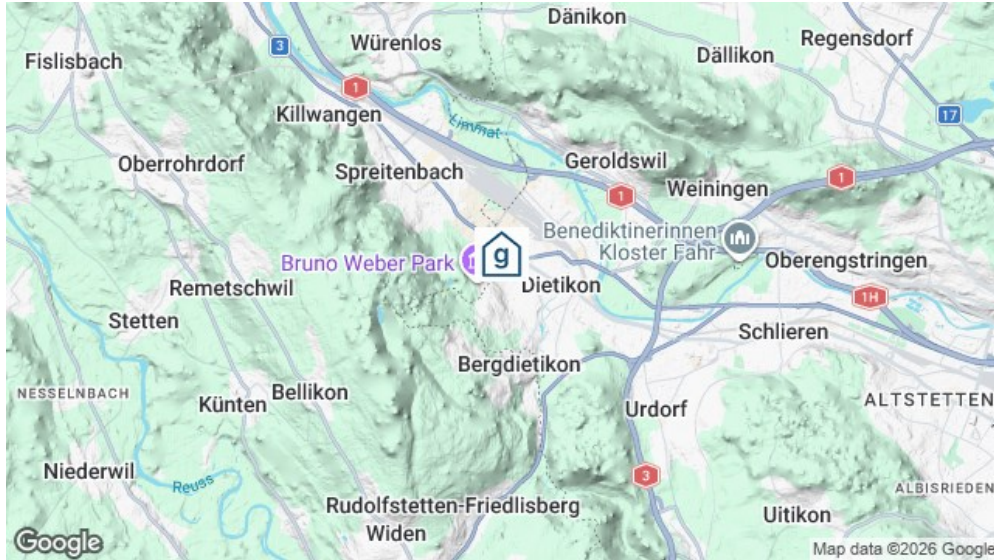 Dänikon
Regensdorf
3
Würenlos
Dällikon
Fislisbach
1
Killwangen
17
Limmat
Oberrohrdorf
Spreitenbach
Geroldswil
Weiningen
1
1
Benediktinerinnen
Kloster Fahr
g
Bruno Weber Park
Oberengstringen
Remetschwil
Dietikon
1H
Stetten
Schlieren
Bergdietikon
NESSELNBACH
Bellikon
Künten
Urdorf
ALTSTETTEN
Niederwil
3
Reuss
ALBISRIEDEN
Rudolfstetten-Friedlisberg
Widen
Uitikon
Google
Map data ©2026 Google